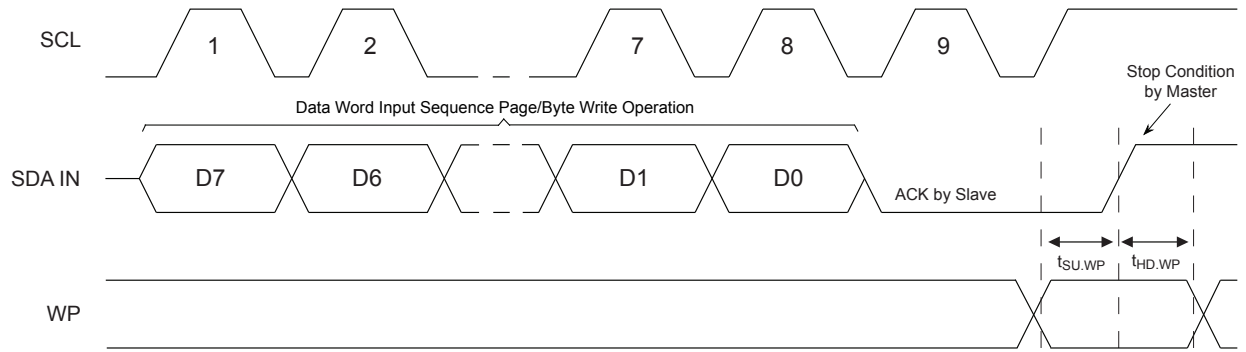 SCL
1
2
7
8
9
Stop Condition
by Master
Data Word Input Sequence Page/Byte Write Operation
SDA IN
D7
D6
D1
D0
ACK by Slave
tSU.WP
tHD.WP
WP